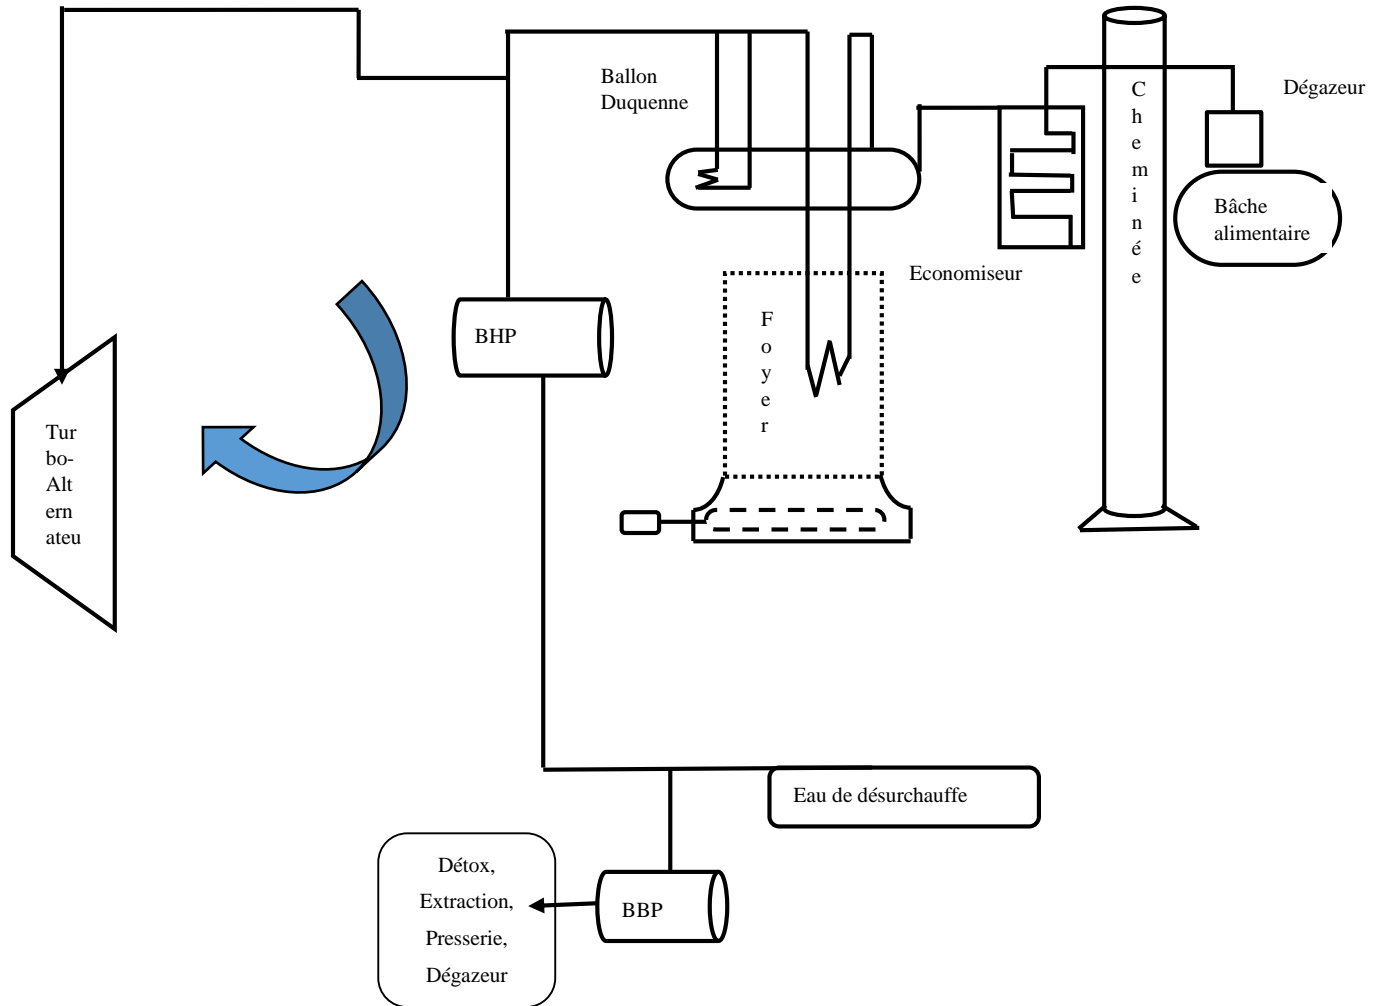 Ballon
Duquenne
Dégazeur
C
h
e
m
i
n
é
e
Bâche
alimentaire
Economiseur
F
o
y
e
r
BHP
Tur
bo-
Alt
ern
ateu
Eau de désurchauffe
Détox,
Extraction,
Presserie,
Dégazeur
BBP